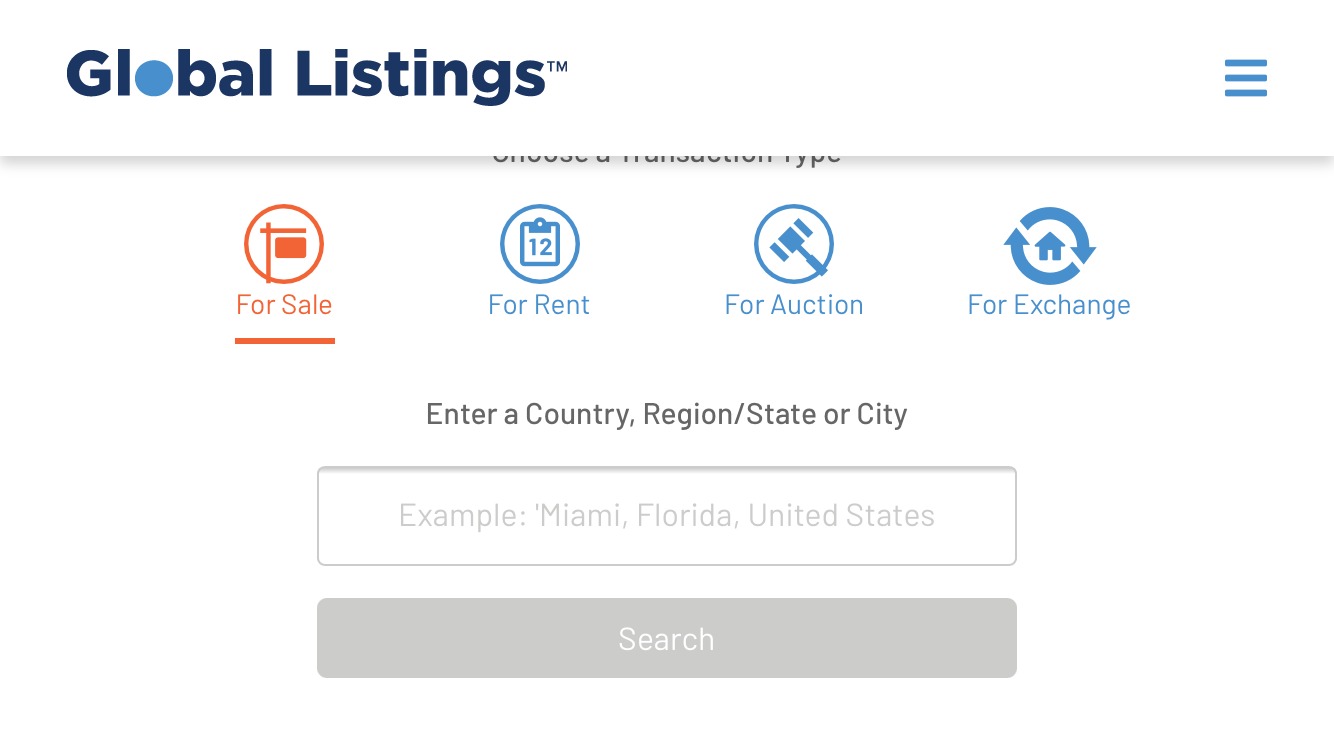 Global Listings™
Choose a Transaction Type
12
For Sale
For Rent
For Auction
For Exchange
Enter a Country, Region/State or City
Example: 'Miami, Florida, United States
Search